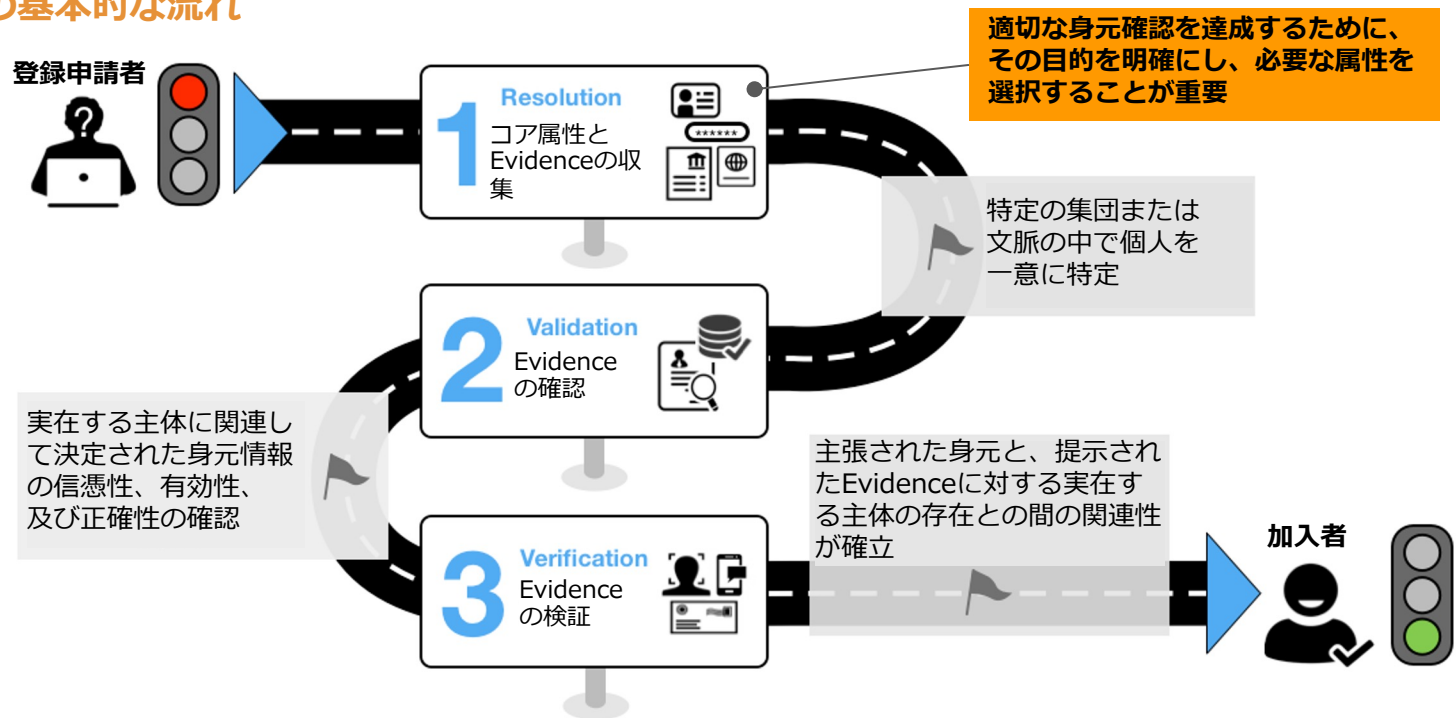 の基本的な流れ
適切な身元確認を達成するために、
その目的を明確にし、必要な属性を
選択することが重要
登録申請者
1
Resolution
コア属性と
Evidenceの収
集
******
特定の集団または
文脈の中で個人を
一意に特定
2
Validation
Evidence
の確認
実在する主体に関連し
て決定された身元情報
の信憑性、有効性、
及び正確性の確認
3
Verification
Evidence
の検証
主張された身元と、提示され
たEvidenceに対する実在す
る主体の存在との間の関連性
が確立
加入者